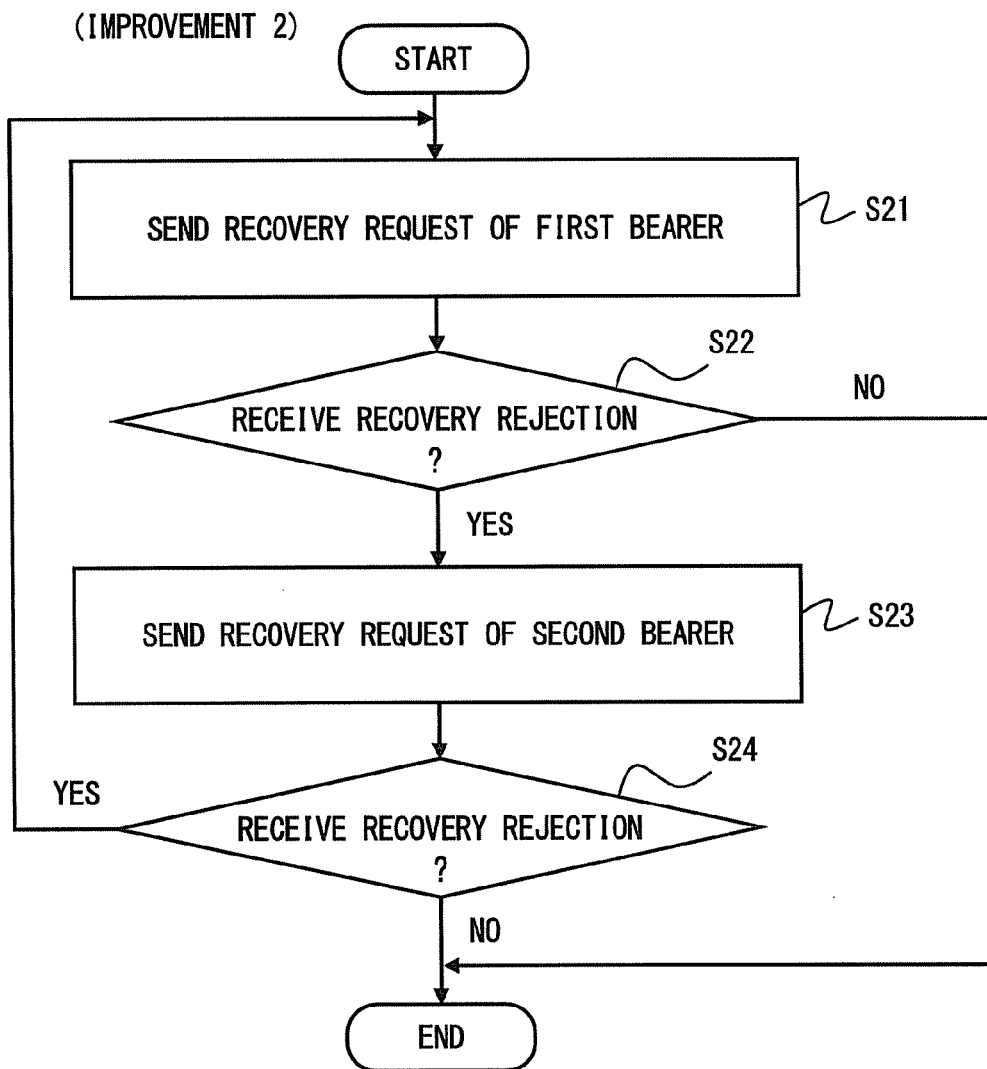 (IMPROVEMENT 2)
START
SEND RECOVERY REQUEST OF FIRST BEARER
S21
S22
RECEIVE RECOVERY REJECTION
?
NO
YES
SEND RECOVERY REQUEST OF SECOND BEARER
S23
S24
YES
RECEIVE RECOVERY REJECTION
?
NO
END